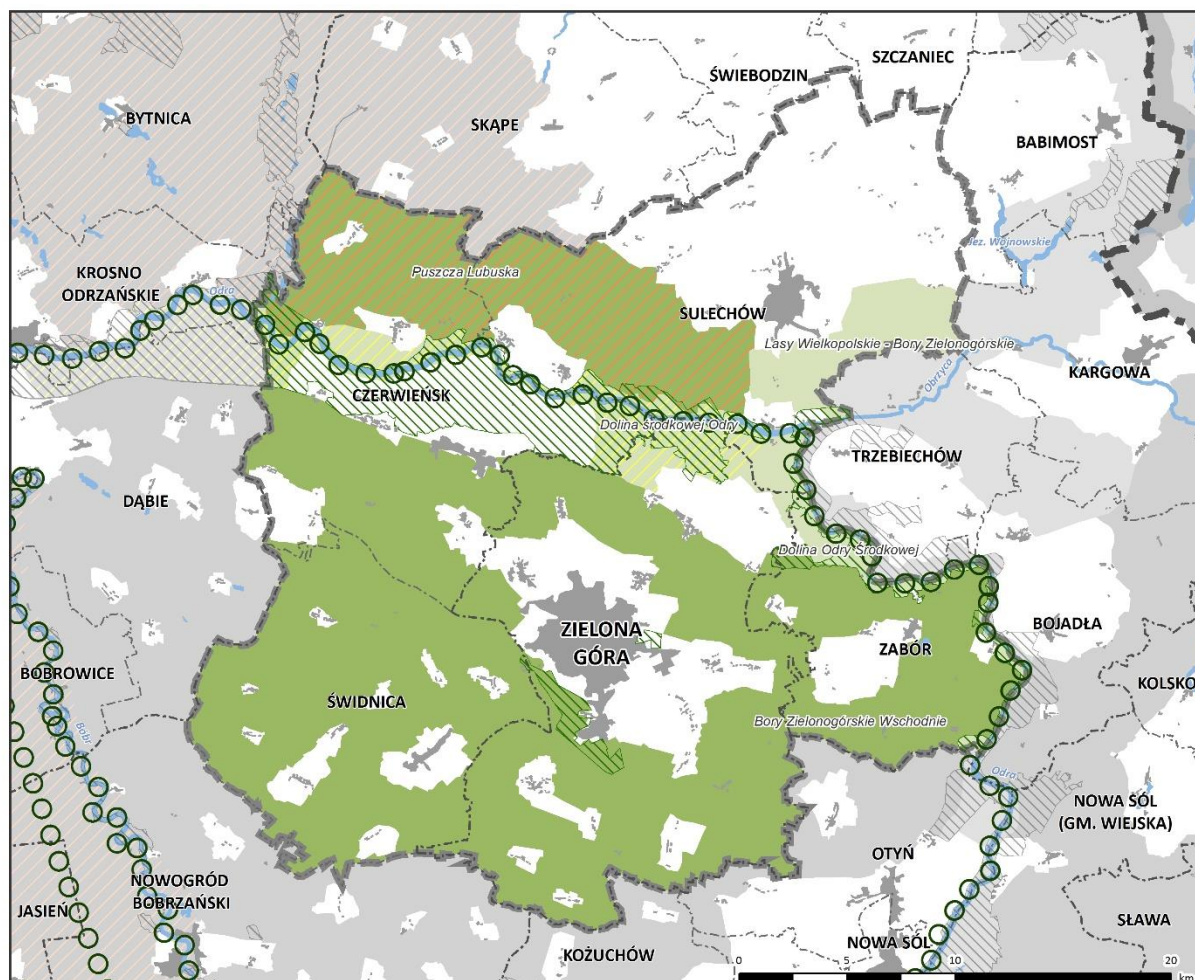 SZCZANIEC
ŚWIEBODZIN
BYTNICA
SKĄPE
BABIMOST
Jez. Wojnowskie
KROSNO
ODRZAŃSKIE
Odra
Puszcza Lubuska
SULECHÓW
Lasy Wielkopolskie - Bory Zielonogórskie
Obrzyca
KARGOWA
CZERWIEŃSK
Dolina środkowej Odry
TRZEBIECHÓW
DĄBIE
Dolina Odry Środkowej
ZIELONA
GÓRA
BOJADŁA
ZABÓR
BOBROWICE
KOLSKO
ŚWIDNICA
Bory Zielonogórskie Wschodnie
Bóbr
Odra
NOWA SÓL
(GM. WIEJSKA)
OTYŃ
NOWOGRÓD
BOBRZAŃSKI
JASIEŃ
SŁAWA
KOŻUCHÓW
NOWA SÓL
0 5 10 20
km